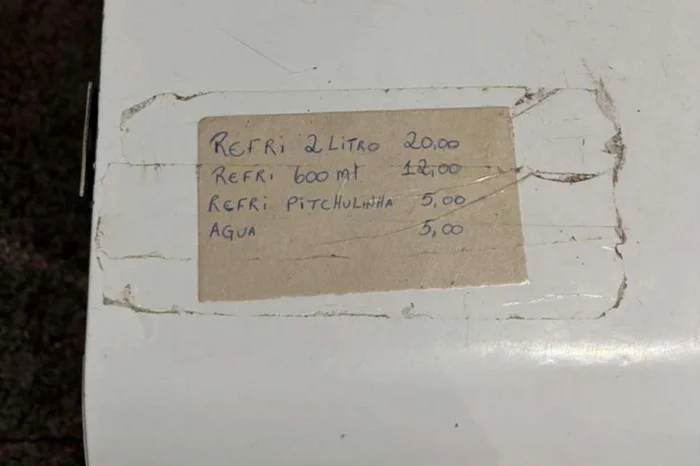 REFRI 2 LITRO 20,00
REFRI 600 ml 12,00
REFRI PITCHULINHA 5,00
AGUA 5,00